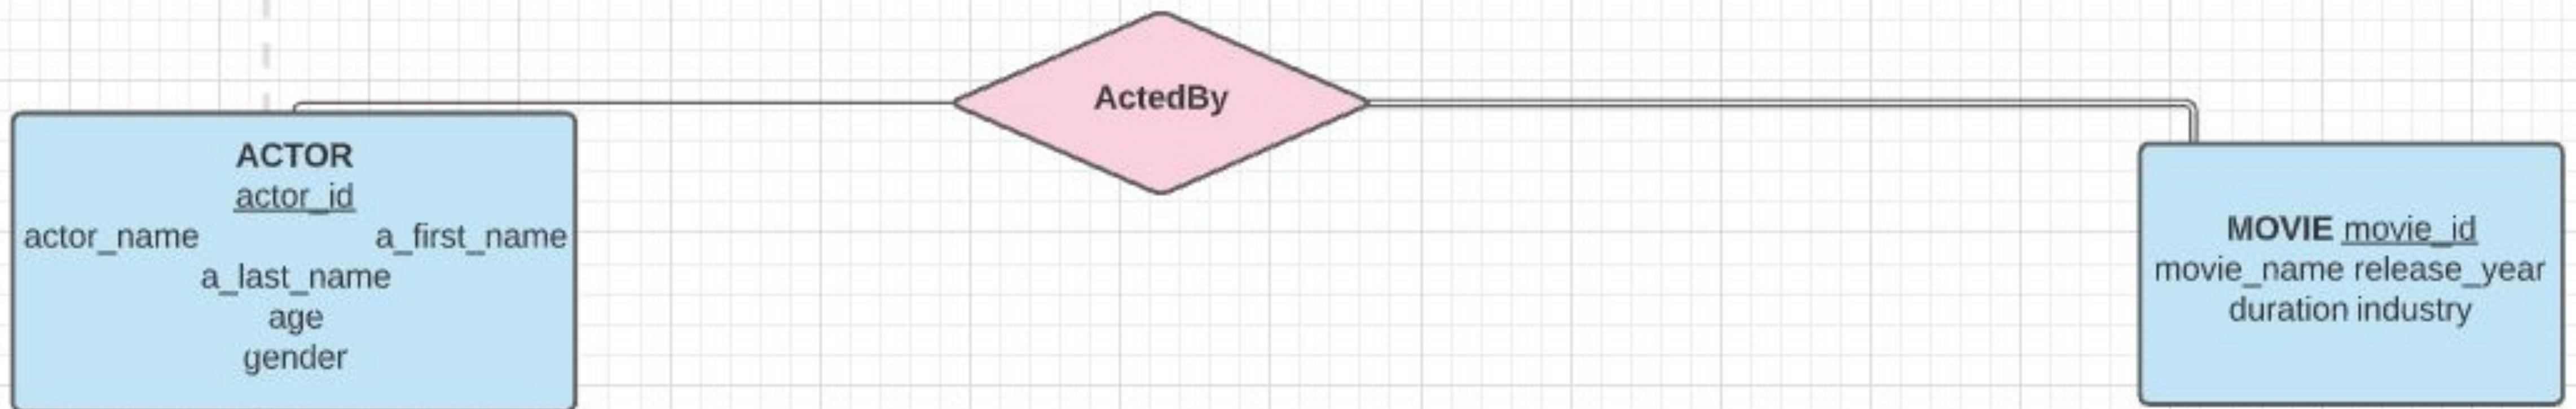 ActedBy
ACTOR
actor_id
actor_name a_first_name
a_last_name
age
gender
MOVIE movie_id
movie_name release_year
duration industry